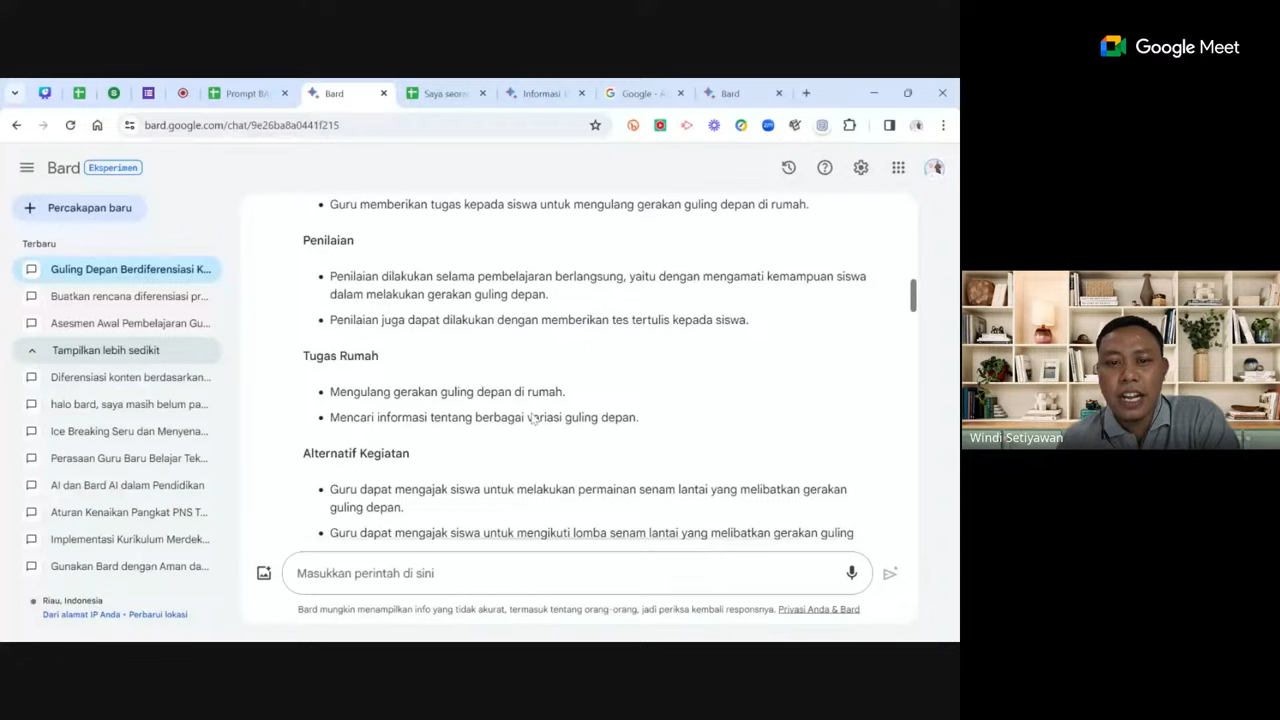 Google Meet
Prompt BA
Bard
Saya seora
Informasi
Google - A
Bard
bard.google.com/chat/9e26ba8a0441f215
Bard
Eksperimen
Percakapan baru
Terbaru
Guling Depan Berdiferensiasi K...
Buatkan rencana diferensiasi pr...
Asesmen Awal Pembelajaran Gu...
Tampilkan lebih sedikit
Diferensiasi konten berdasarkan...
halo bard, saya masih belum pa...
Ice Breaking Seru dan Menyena...
Perasaan Guru Baru Belajar Tek...
AI dan Bard AI dalam Pendidikan
Aturan Kenaikan Pangkat PNS T...
Implementasi Kurikulum Merdek...
Gunakan Bard dengan Aman da...
Riau, Indonesia
Dari alamat IP Anda • Perbarui lokasi
• Guru memberikan tugas kepada siswa untuk mengulang gerakan guling depan di rumah.
Penilaian
• Penilaian dilakukan selama pembelajaran berlangsung, yaitu dengan mengamati kemampuan siswa
dalam melakukan gerakan guling depan.
• Penilaian juga dapat dilakukan dengan memberikan tes tertulis kepada siswa.
Tugas Rumah
• Mengulang gerakan guling depan di rumah.
• Mencari informasi tentang berbagai variasi guling depan.
Alternatif Kegiatan
• Guru dapat mengajak siswa untuk melakukan permainan senam lantai yang melibatkan gerakan
guling depan.
• Guru dapat mengajak siswa untuk mengikuti lomba senam lantai yang melibatkan gerakan guling
Masukkan perintah di sini
Bard mungkin menampilkan info yang tidak akurat, termasuk tentang orang-orang, jadi periksa kembali responsnya. Privasi Anda & Bard
Windi Setiyawan